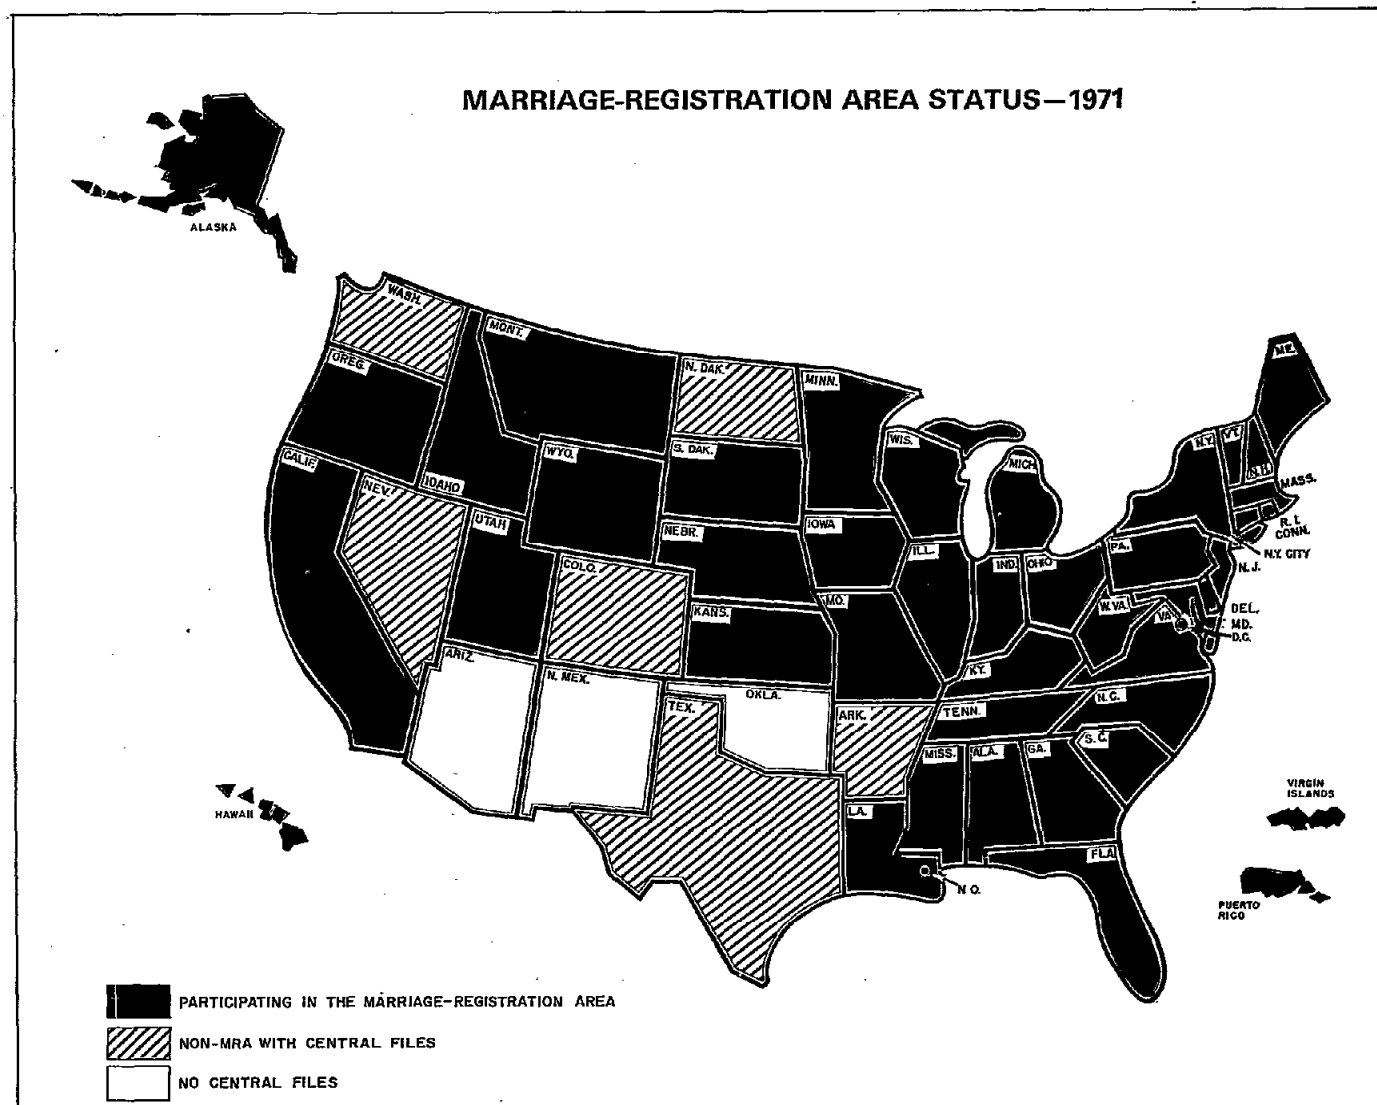 MARRIAGE-REGISTRATION AREA STATUS—1971
ALASKA
WASH.
MONT.
OREG.
N. DAK.
MINN.
ME.
CALIF.
IDAHO
WYO.
S. DAK.
WIS.
MICH.
N.Y.
VT.
N.H.
MASS.
NEV.
UTAH
NEBR.
IOWA
R. I.
CONN.
COLO.
ILL.
IND.
OHIO
PA.
N.Y. CITY
N. J.
KANS.
MO.
W. VA.
VA.
DEL.
MD.
D.C.
ARIZ.
N. MEX.
OKLA.
KY.
TEX.
ARK.
TENN.
N. C.
MISS.
ALA.
GA.
S. C.
HAWAII
LA.
FLA
VIRGIN
ISLANDS
N O.
PUERTO
RICO
PARTICIPATING IN THE MARRIAGE-REGISTRATION AREA
NON-MRA WITH CENTRAL FILES
NO CENTRAL FILES